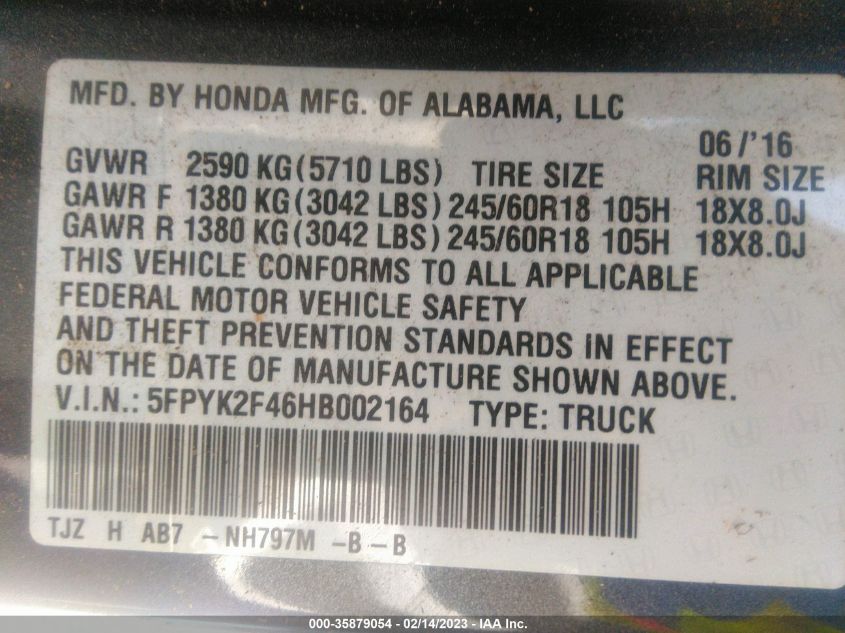 MFD. BY HONDA MFG. OF ALABAMA, LLC
06/'16
GVWR 2590 KG(5710 LBS) TIRE SIZE RIM SIZE
GAWR F 1380 KG(3042 LBS) 245/60R18 105H 18X8.0J
GAWR R 1380 KG(3042 LBS) 245/60R18 105H 18X8.0J
THIS VEHICLE CONFORMS TO ALL APPLICABLE
FEDERAL MOTOR VEHICLE SAFETY
AND THEFT PREVENTION STANDARDS IN EFFECT
ON THE DATE OF MANUFACTURE SHOWN ABOVE.
V.I.N.: 5FPYK2F46HB002164 TYPE: TRUCK
TJZ H AB7 -NH797M -B-B
000-35879054 - 02/14/2023 - IAA Inc.